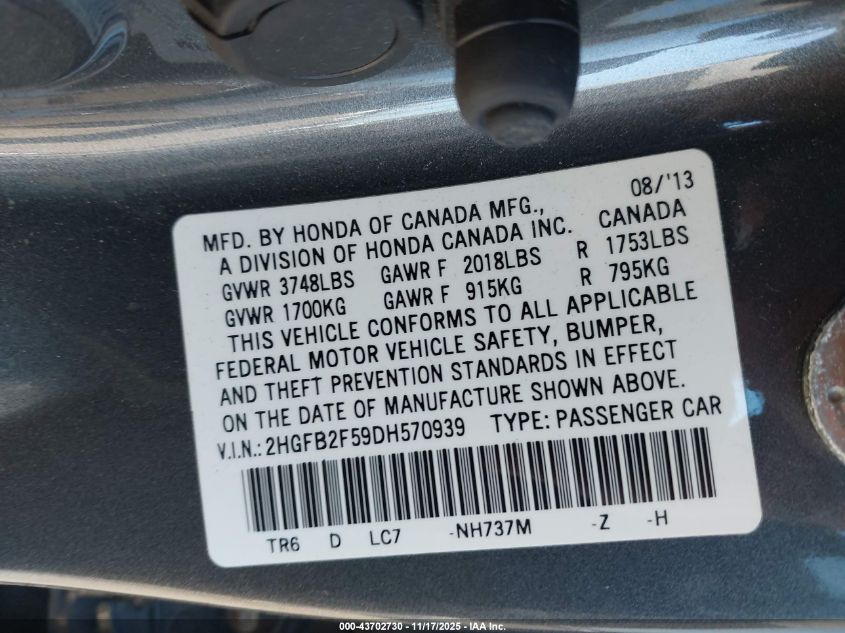 08/'13
MFD. BY HONDA OF CANADA MFG.,
A DIVISION OF HONDA CANADA INC. CANADA
GVWR 3748LBS GAWR F 2018LBS R 1753LBS
GVWR 1700KG GAWR F 915KG R 795KG
THIS VEHICLE CONFORMS TO ALL APPLICABLE
FEDERAL MOTOR VEHICLE SAFETY, BUMPER,
AND THEFT PREVENTION STANDARDS IN EFFECT
ON THE DATE OF MANUFACTURE SHOWN ABOVE.
V.I.N.: 2HGFB2F59DH570939 TYPE: PASSENGER CAR
TR6 D LC7 -NH737M -Z -H
000-43702730 - 11/17/2025 - IAA Inc.